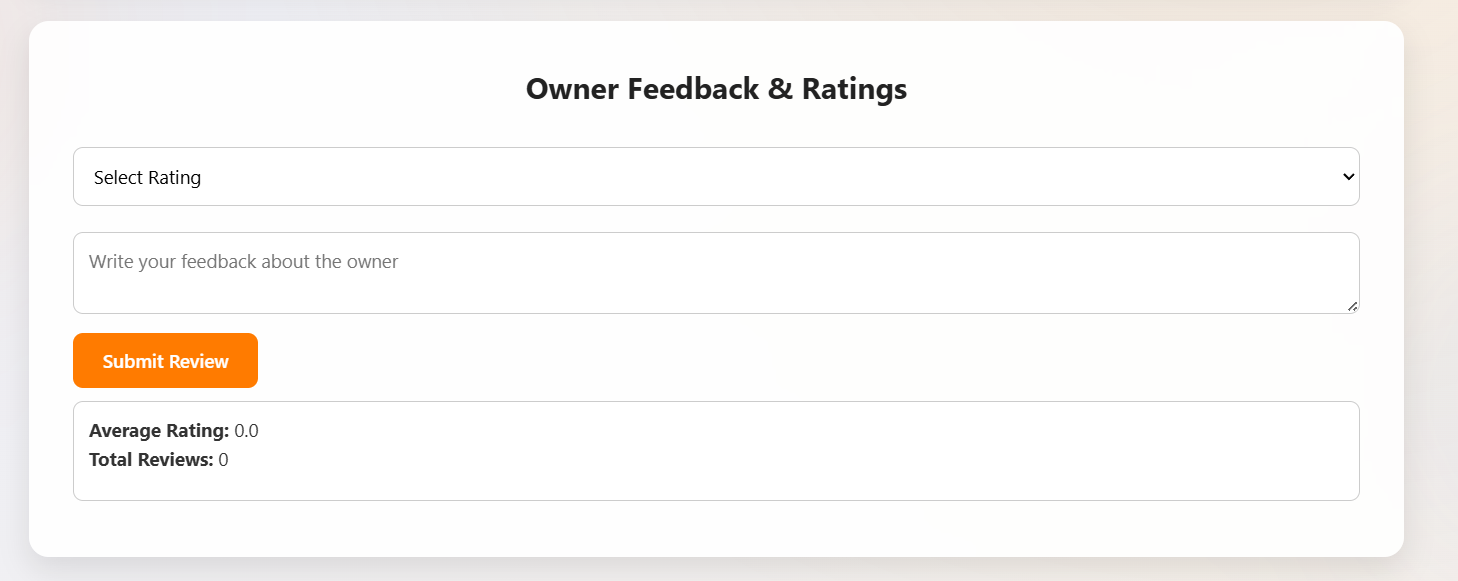 Owner Feedback & Ratings
Select Rating
Write your feedback about the owner
Submit Review
Average Rating: 0.0
Total Reviews: 0